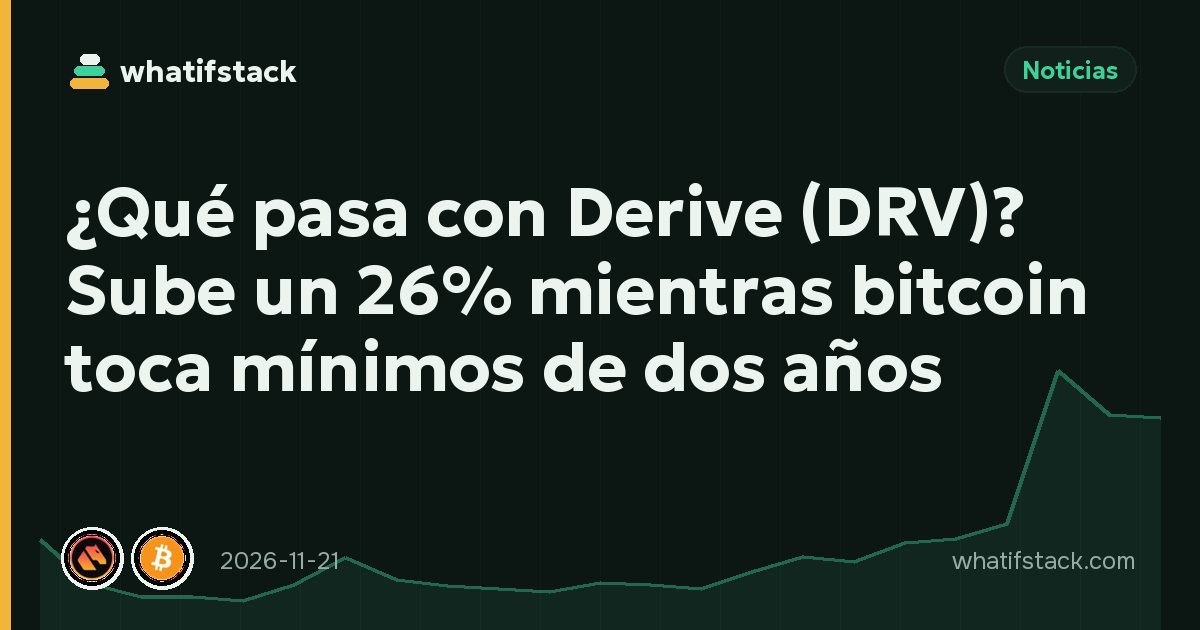 whatifstack
Noticias
¿Qué pasa con Derive (DRV)?
Sube un 26% mientras bitcoin
toca mínimos de dos años
2026-11-21
whatifstack.com